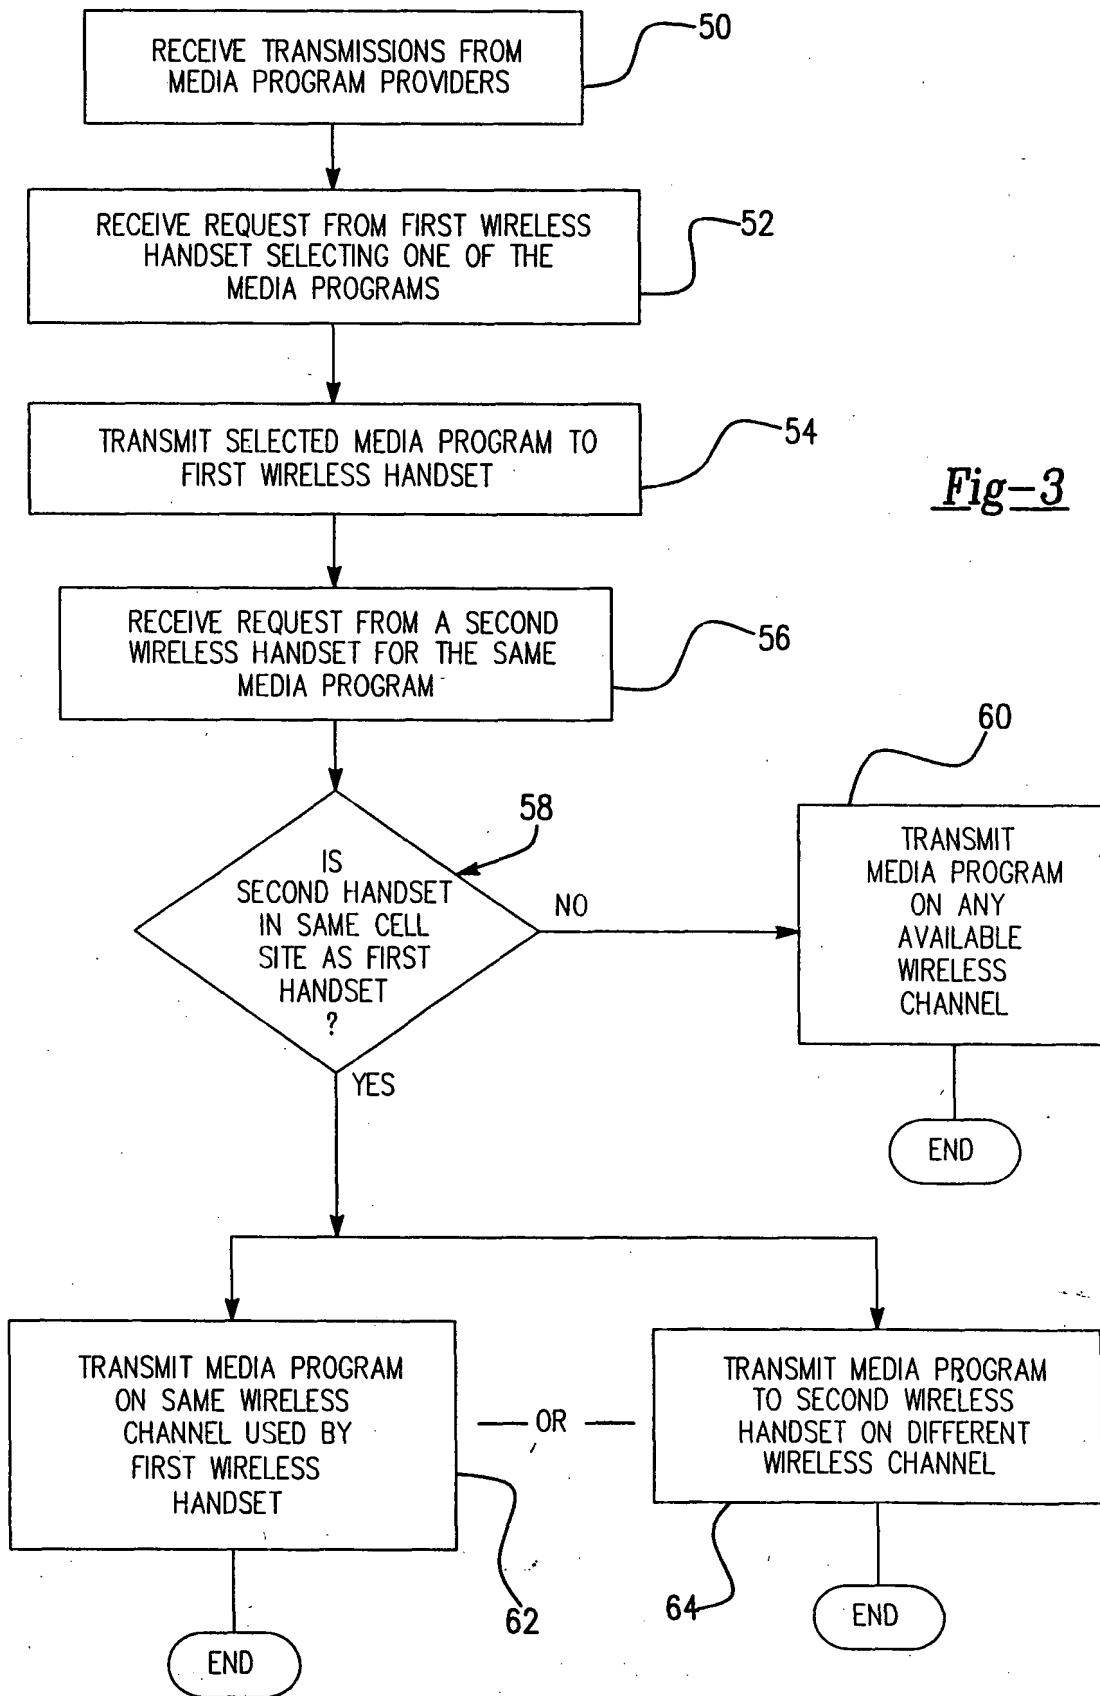 RECEIVE TRANSMISSIONS FROM
MEDIA PROGRAM PROVIDERS
50
RECEIVE REQUEST FROM FIRST WIRELESS
HANDSET SELECTING ONE OF THE
MEDIA PROGRAMS
52
TRANSMIT SELECTED MEDIA PROGRAM TO
FIRST WIRELESS HANDSET
54
Fig-3
RECEIVE REQUEST FROM A SECOND
WIRELESS HANDSET FOR THE SAME
MEDIA PROGRAM
56
58
IS
SECOND HANDSET
IN SAME CELL
SITE AS FIRST
HANDSET
?
NO
YES
60
TRANSMIT
MEDIA PROGRAM
ON ANY
AVAILABLE
WIRELESS
CHANNEL
END
TRANSMIT MEDIA PROGRAM
ON SAME WIRELESS
CHANNEL USED BY
FIRST WIRELESS
HANDSET
62
END
OR
TRANSMIT MEDIA PROGRAM
TO SECOND WIRELESS
HANDSET ON DIFFERENT
WIRELESS CHANNEL
64
END